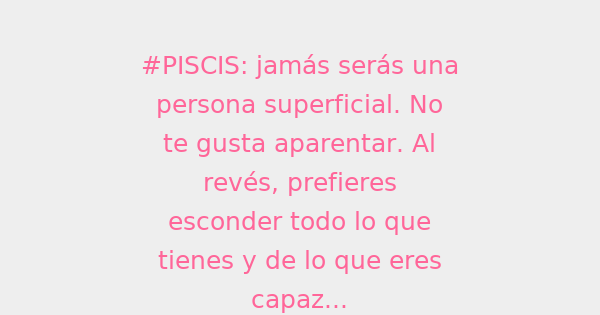 #PISCIS: jamás serás una
persona superficial. No
te gusta aparentar. Al
revés, prefieres
esconder todo lo que
tienes y de lo que eres
capaz...